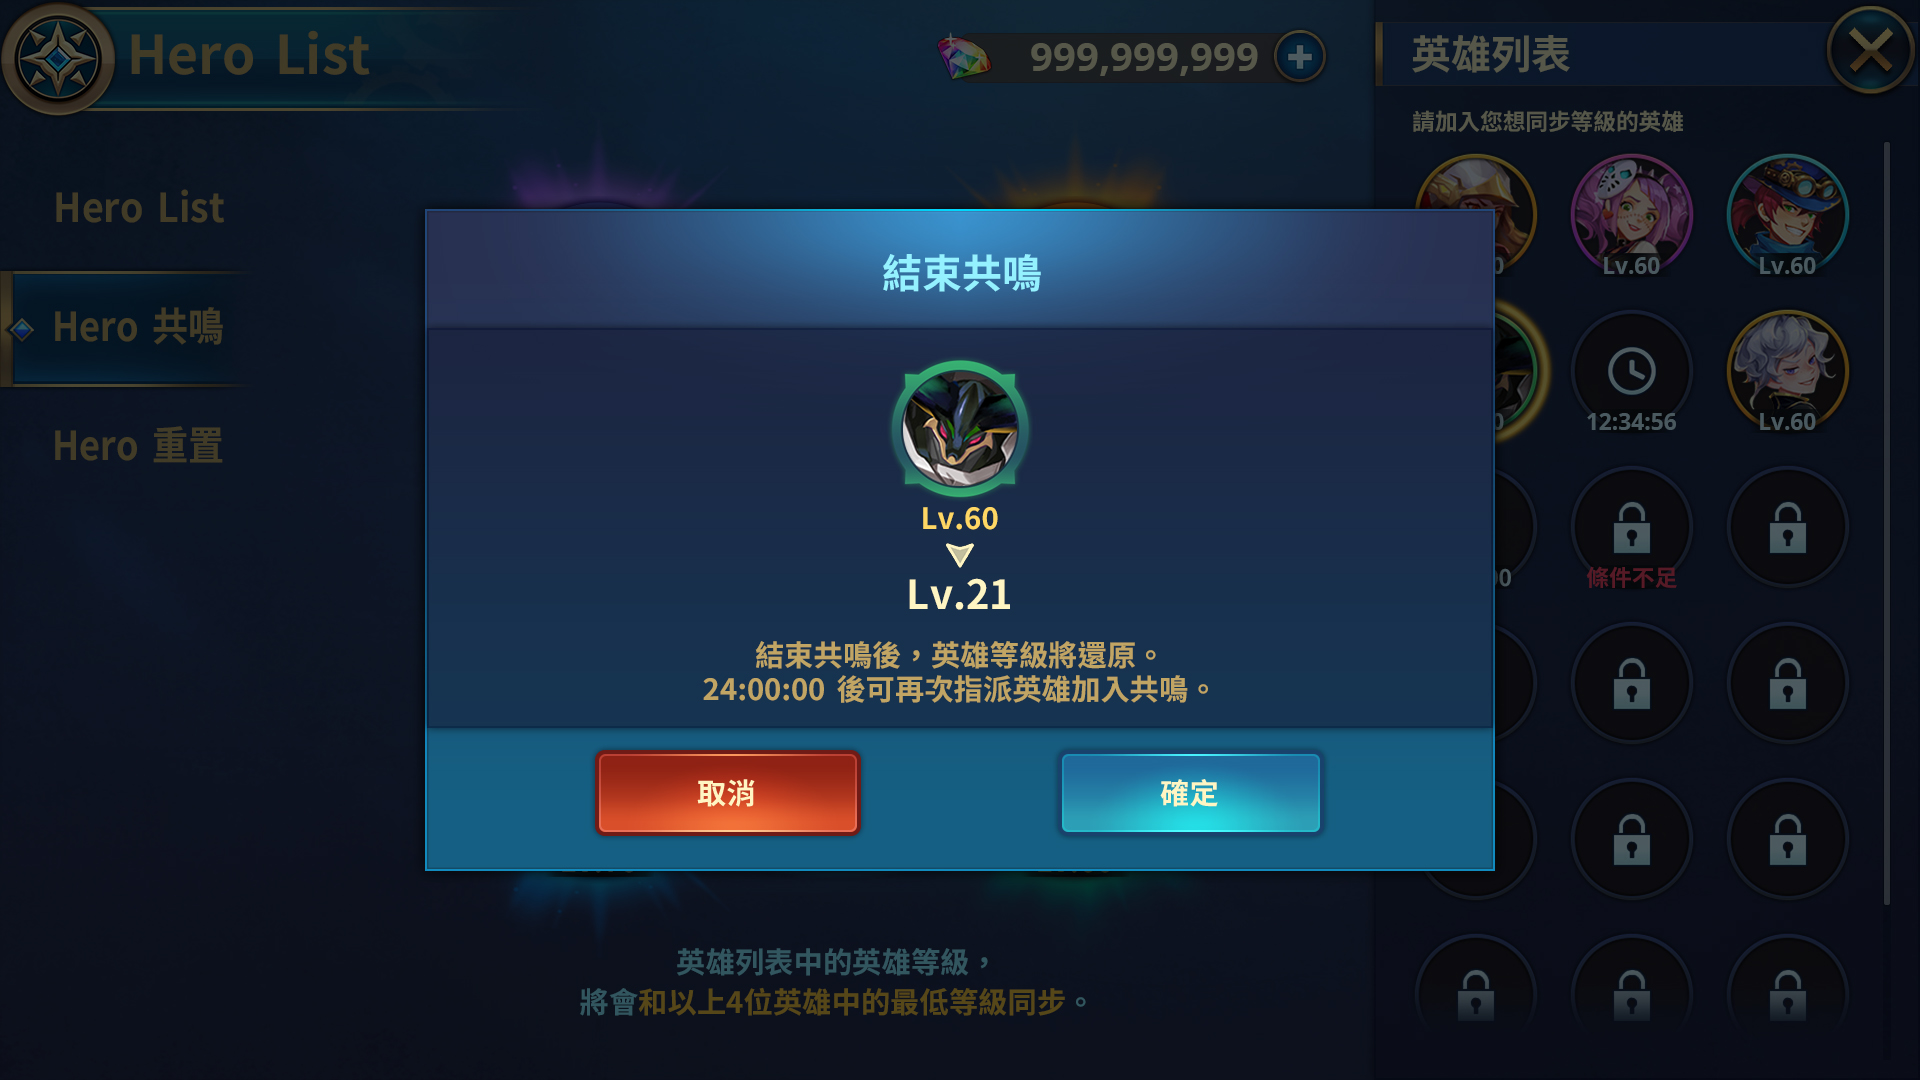 Hero List
999,999,999
英雄列表
請加入您想同步等級的英雄
Hero List
Hero 共鳴
Hero 重置
Lv.60
Lv.60
12:34:56
Lv.60
條件不足
結束共鳴
Lv.60
Lv.21
結束共鳴後，英雄等級將還原。
24:00:00 後可再次指派英雄加入共鳴。
取消
確定
英雄列表中的英雄等級，
將會和以上4位英雄中的最低等級同步。